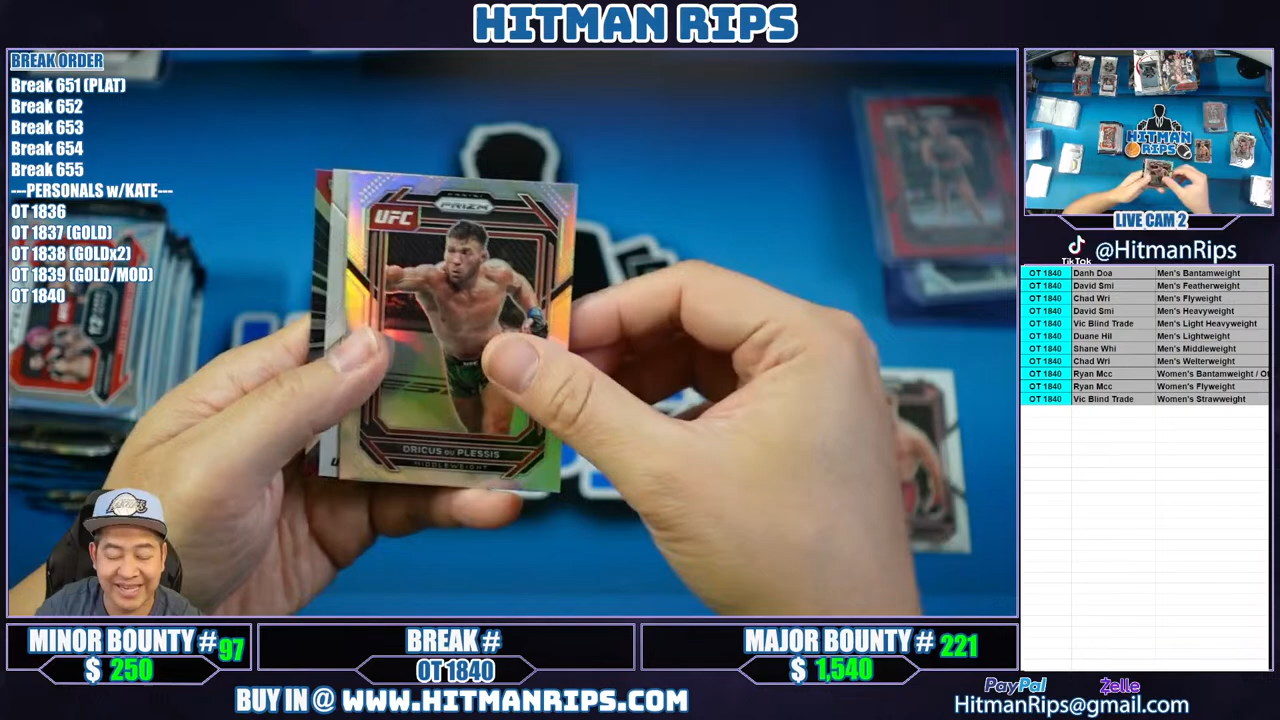 HITMAN RIPS
BREAK ORDER
Break 651 (PLAT)
Break 652
Break 653
Break 654
Break 655
---PERSONALS w/KATE---
OT 1836
OT 1837 (GOLD)
OT 1838 (GOLDx2)
OT 1839 (GOLD/MOD)
OT 1840
PANINI
PRIZM
UFC
DRICUS DU PLESSIS
MIDDLEWEIGHT
HITMAN
RIPS
LIVE CAM 2
TikTok @HitmanRips
OT 1840 Danh Doa Men's Bantamweight
OT 1840 David Smi Men's Featherweight
OT 1840 Chad Wri Men's Flyweight
OT 1840 David Smi Men's Heavyweight
OT 1840 Vic Blind Trade Men's Light Heavyweight
OT 1840 Duane Hil Men's Lightweight
OT 1840 Shane Whi Men's Middleweight
OT 1840 Chad Wri Men's Welterweight
OT 1840 Ryan Mcc Women's Bantamweight / Ot
OT 1840 Ryan Mcc Women's Flyweight
OT 1840 Vic Blind Trade Women's Strawweight
MINOR BOUNTY # 97
$ 250
BREAK #
OT 1840
MAJOR BOUNTY # 221
$ 1,540
BUY IN @ WWW.HITMANRIPS.COM
PayPal Zelle
HitmanRips@gmail.com